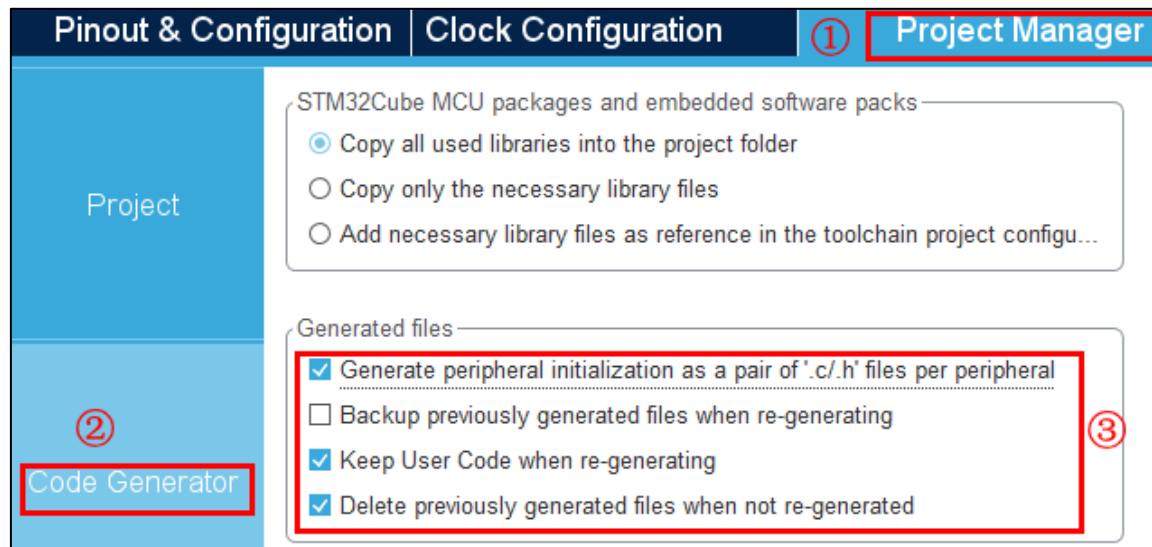 Pinout & Configuration Clock Configuration ① Project Manager
STM32Cube MCU packages and embedded software packs
Copy all used libraries into the project folder
Copy only the necessary library files
Project
Add necessary library files as reference in the toolchain project configu...
Generated files
Generate peripheral initialization as a pair of '.c/.h' files per peripheral
Backup previously generated files when re-generating
②
③
Keep User Code when re-generating
Code Generator
Delete previously generated files when not re-generated